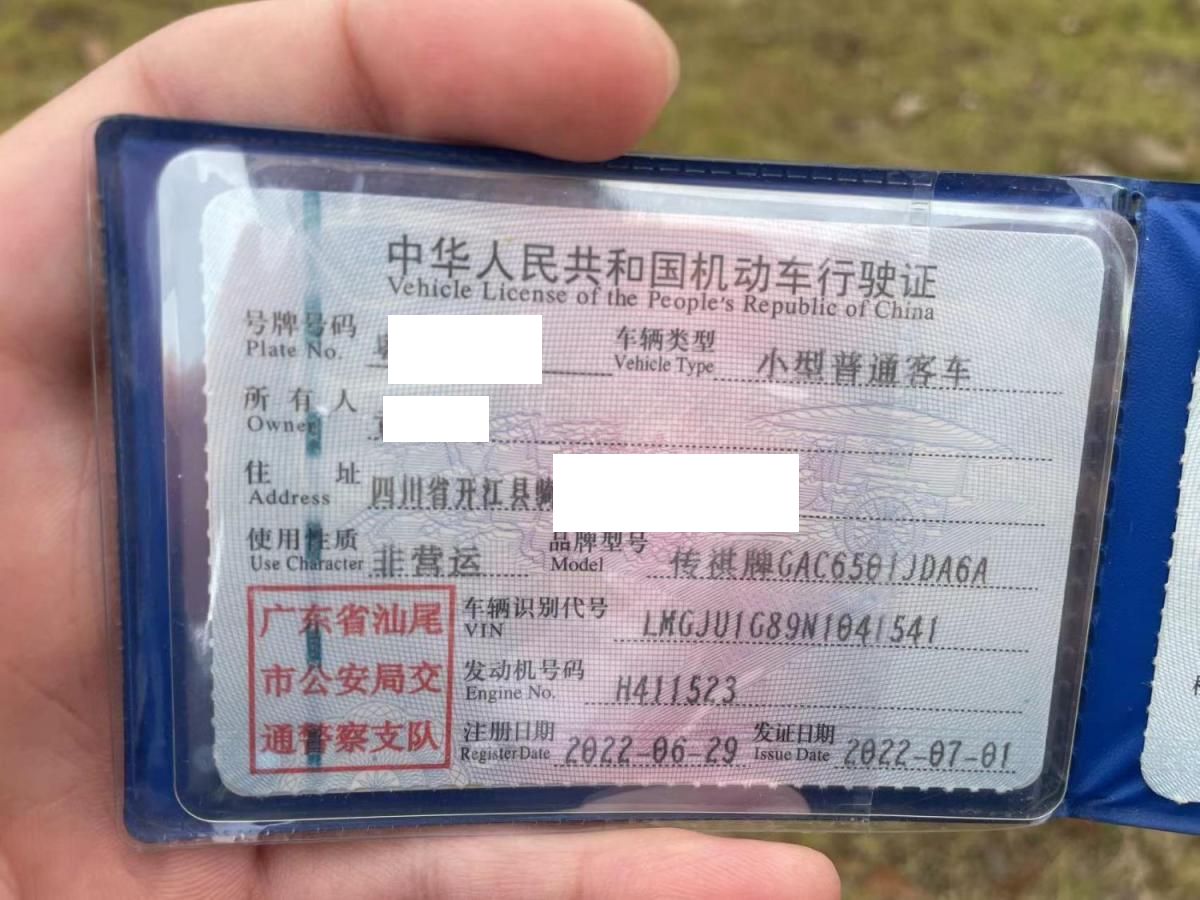 中华人民共和国机动车行驶证
Vehicle License of the People's Republic of China
号牌号码
Plate No.
车辆类型 小型普通客车
Vehicle Type
所有人
Owner
住址 四川省开江县
Address
使用性质 非营运
Use Character
品牌型号 传祺牌GAC6501JDA6A
Model
车辆识别代号 LMGJU1G89N1041541
VIN
发动机号码 H411523
Engine No.
注册日期 2022-06-29
Register Date
发证日期 2022-07-01
Issue Date
广东省汕尾
市公安局交
通警察支队